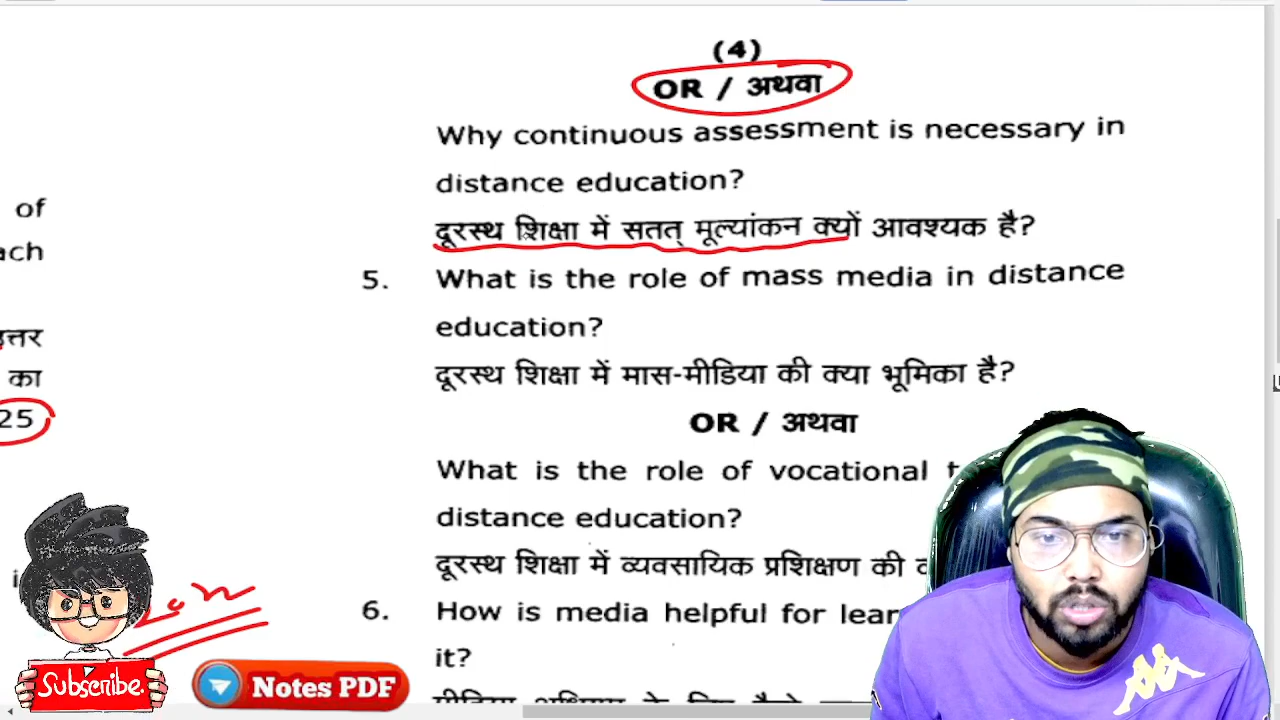 (4)
OR / अथवा
Why continuous assessment is necessary in
distance education?
दूरस्थ शिक्षा में सतत् मूल्यांकन क्यों आवश्यक है?
5. What is the role of mass media in distance
education?
दूरस्थ शिक्षा में मास-मीडिया की क्या भूमिका है?
OR / अथवा
What is the role of vocational
distance education?
दूरस्थ शिक्षा में व्यवसायिक प्रशिक्षण की
6. How is media helpful for
it?
of
ach
का
25
Subscribe.
Notes PDF